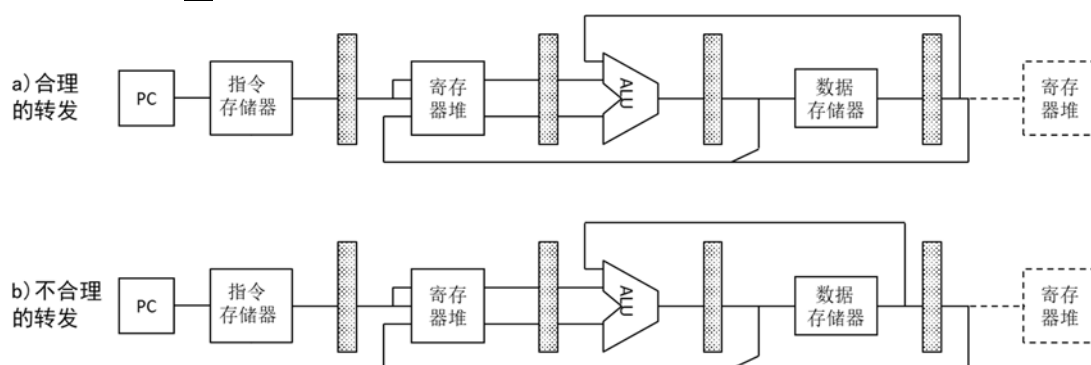 a)合理
的转发
PC
指令
存储器
寄存
器堆
ALU
数据
存储器
寄存
器堆
b)不合理
的转发
PC
指令
存储器
寄存
器堆
ALU
数据
存储器
寄存
器堆